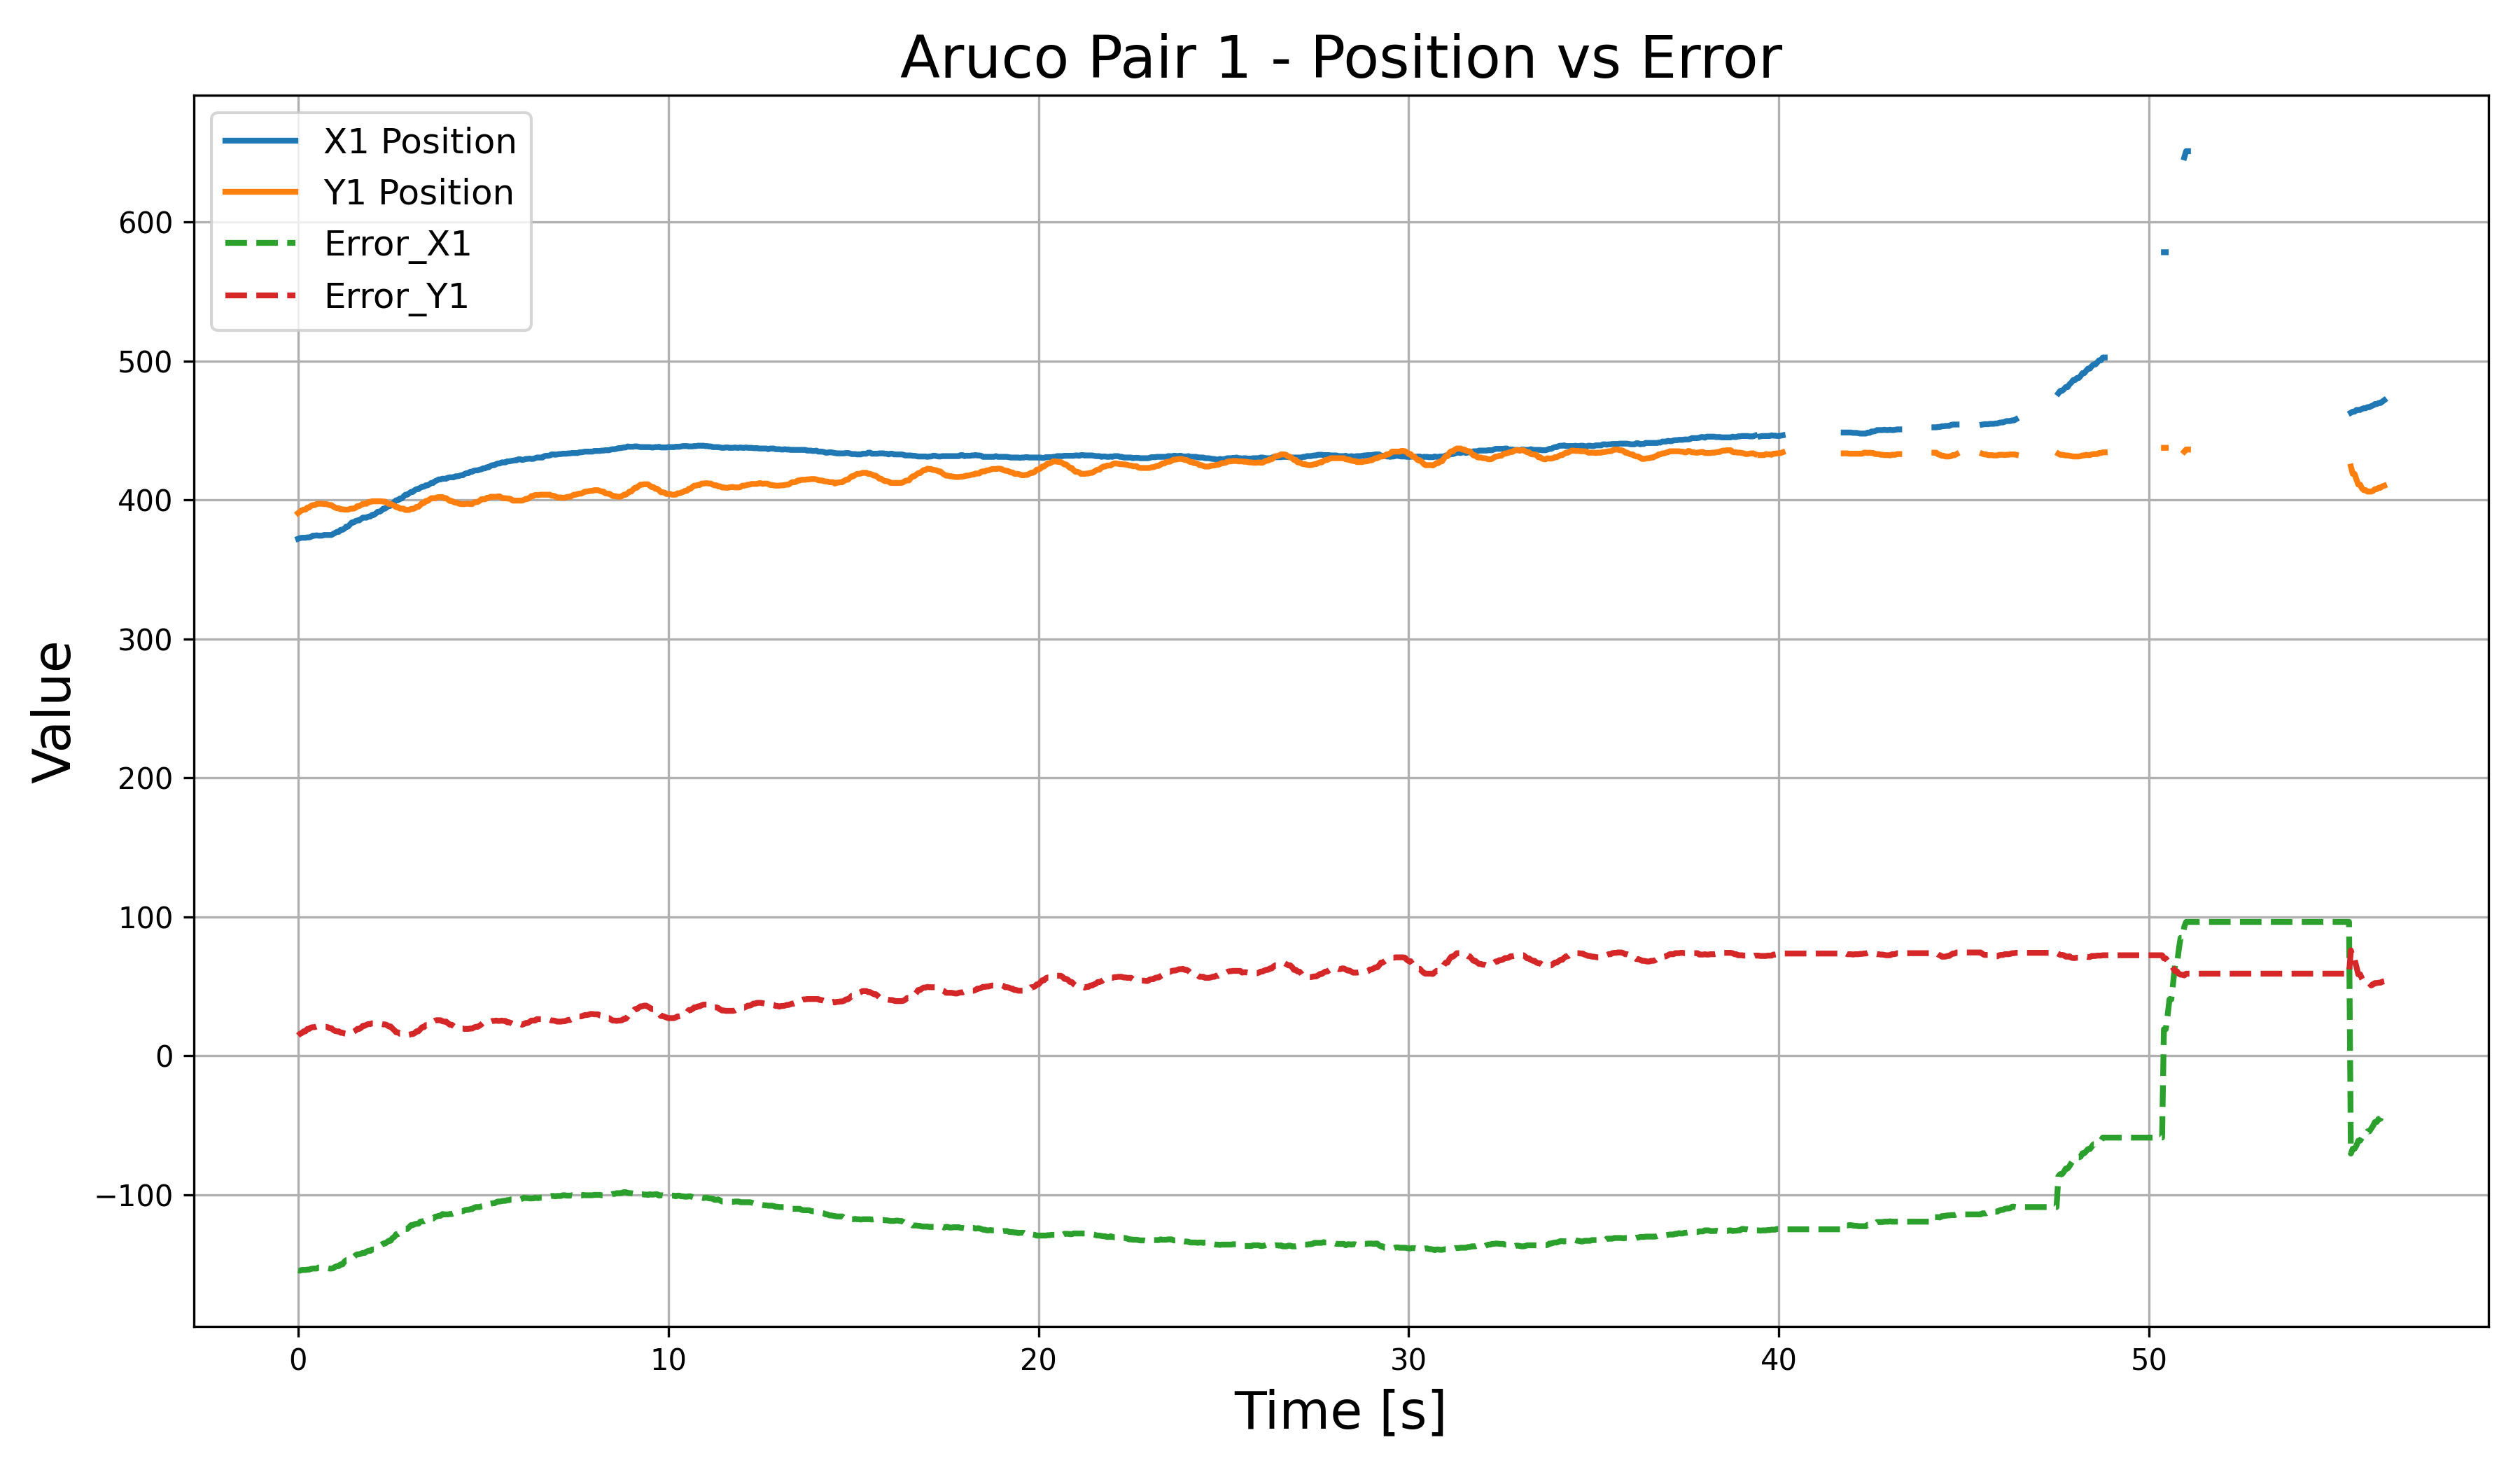 Aruco Pair 1 - Position vs Error
X1 Position
Y1 Position
Error_X1
Error_Y1
600
500
400
300
200
100
0
−100
Value
0 10 20 30 40 50
Time [s]